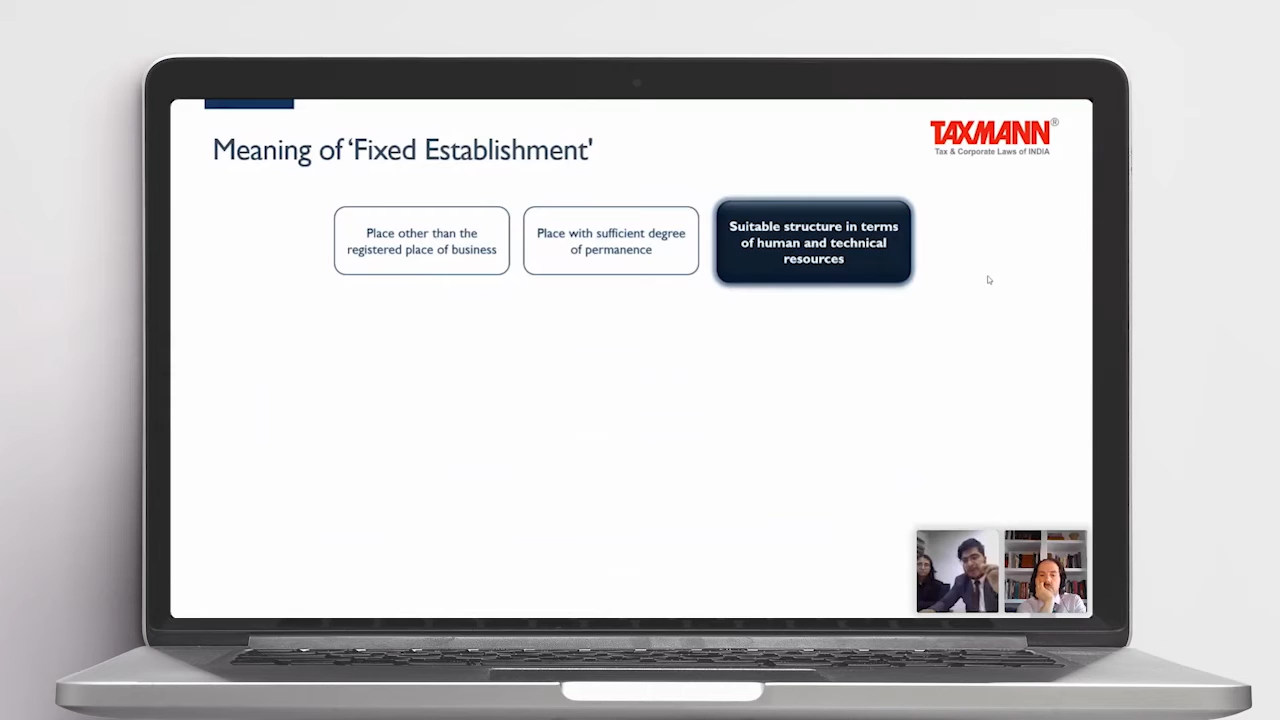 Meaning of ‘Fixed Establishment'
TAXMANN®
Tax & Corporate Laws of INDIA
Place other than the
registered place of business
Place with sufficient degree
of permanence
Suitable structure in terms
of human and technical
resources